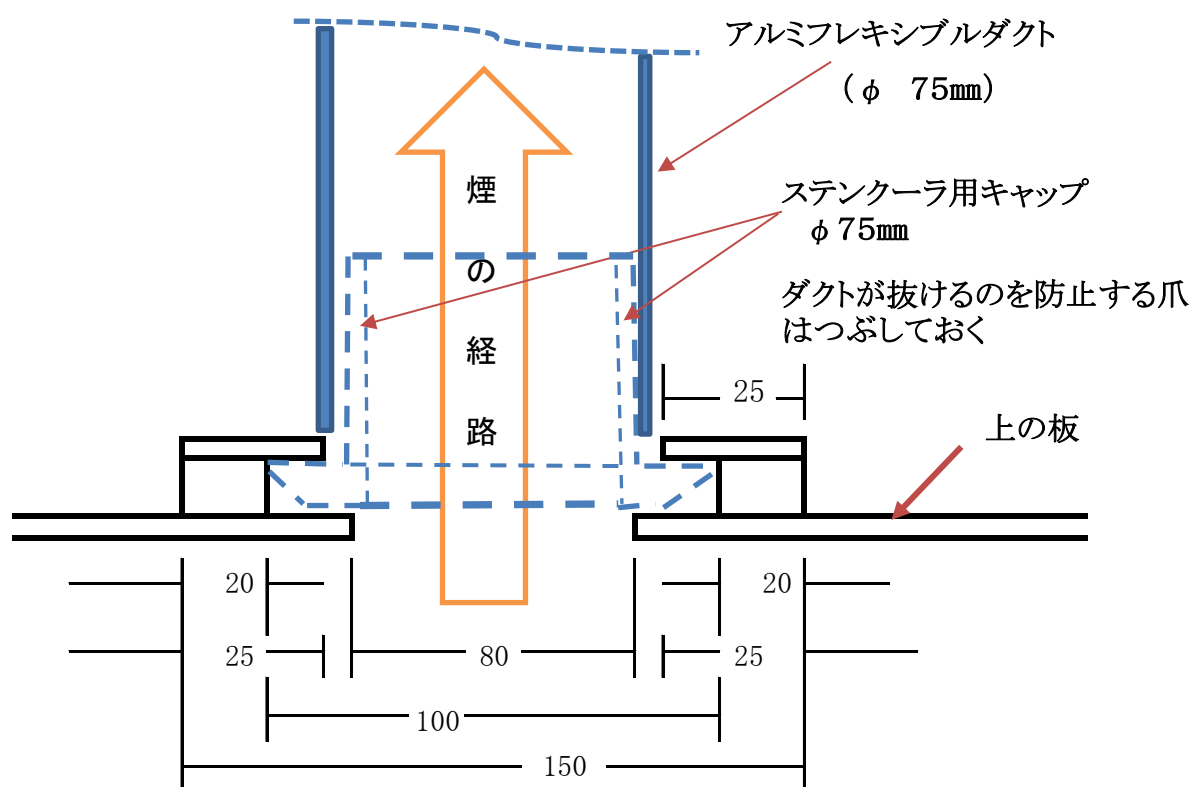 アルミフレキシブルダクト
(φ 75㎜)
煙の経路
ステンクーラ用キャップ
φ75㎜
ダクトが抜けるのを防止する爪
はつぶしておく
25
上の板
20
20
25
80
25
100
150